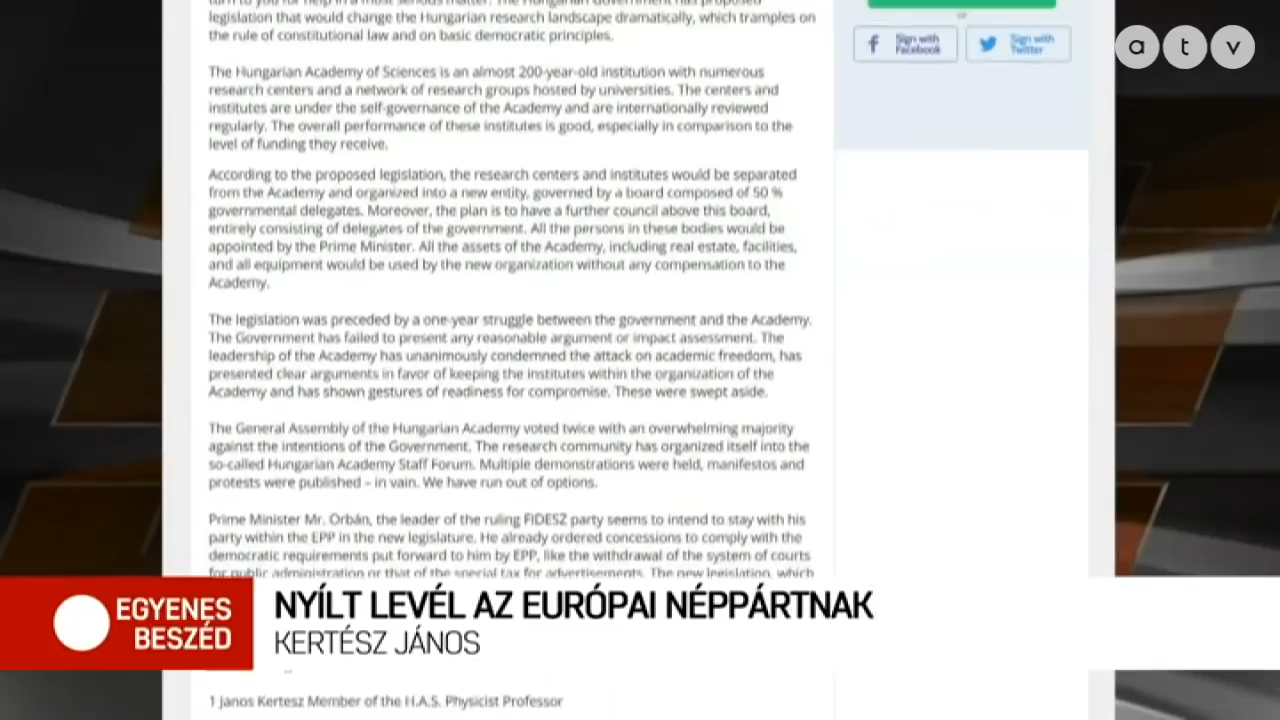 legislation that would change the Hungarian research landscape dramatically, which tramples on
the rule of constitutional law and on basic democratic principles.
or
Sign with
Facebook
Sign with
Twitter
a t v
The Hungarian Academy of Sciences is an almost 200-year-old institution with numerous
research centers and a network of research groups hosted by universities. The centers and
institutes are under the self-governance of the Academy and are internationally reviewed
regularly. The overall performance of these institutes is good, especially in comparison to the
level of funding they receive.
According to the proposed legislation, the research centers and institutes would be separated
from the Academy and organized into a new entity, governed by a board composed of 50 %
governmental delegates. Moreover, the plan is to have a further council above this board,
entirely consisting of delegates of the government. All the persons in these bodies would be
appointed by the Prime Minister. All the assets of the Academy, including real estate, facilities,
and all equipment would be used by the new organization without any compensation to the
Academy.
The legislation was preceded by a one-year struggle between the government and the Academy.
The Government has failed to present any reasonable argument or impact assessment. The
leadership of the Academy has unanimously condemned the attack on academic freedom, has
presented clear arguments in favor of keeping the institutes within the organization of the
Academy and has shown gestures of readiness for compromise. These were swept aside.
The General Assembly of the Hungarian Academy voted twice with an overwhelming majority
against the intentions of the Government. The research community has organized itself into the
so-called Hungarian Academy Staff Forum. Multiple demonstrations were held, manifestos and
protests were published – in vain. We have run out of options.
Prime Minister Mr. Orbán, the leader of the ruling FIDESZ party seems to intend to stay with his
party within the EPP in the new legislature. He already ordered concessions to comply with the
democratic requirements put forward to him by EPP, like the withdrawal of the system of courts
for public administration or that of the special tax for advertisements. The new legislation, which
EGYENES
BESZÉD
NYÍLT LEVÉL AZ EURÓPAI NÉPPÁRTNAK
KERTÉSZ JÁNOS
1 Janos Kertesz Member of the H.A.S. Physicist Professor